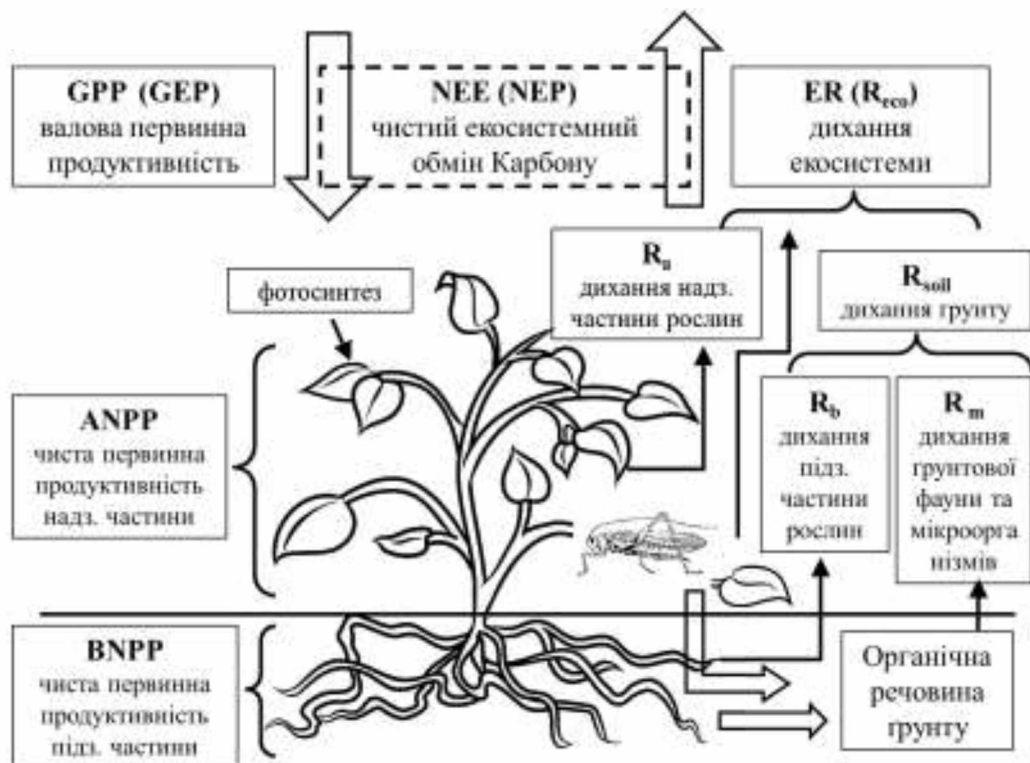 GPP (GEP)
валова первинна
продуктивність
NEE (NEP)
чистий екосистемний
обмін Карбону
ER (Reco)
дихання
екосистеми
Ra
дихання надз.
частини рослин
Rsoil
дихання ґрунту
фотосинтез
ANPP
чиста первинна
продуктивність
надз. частини
Rb
дихання
підз.
частини
рослин
Rm
дихання
ґрунтової
фауни та
мікроорга
нізмів
BNPP
чиста первинна
продуктивність
підз. частини
Органічна
речовина
ґрунту